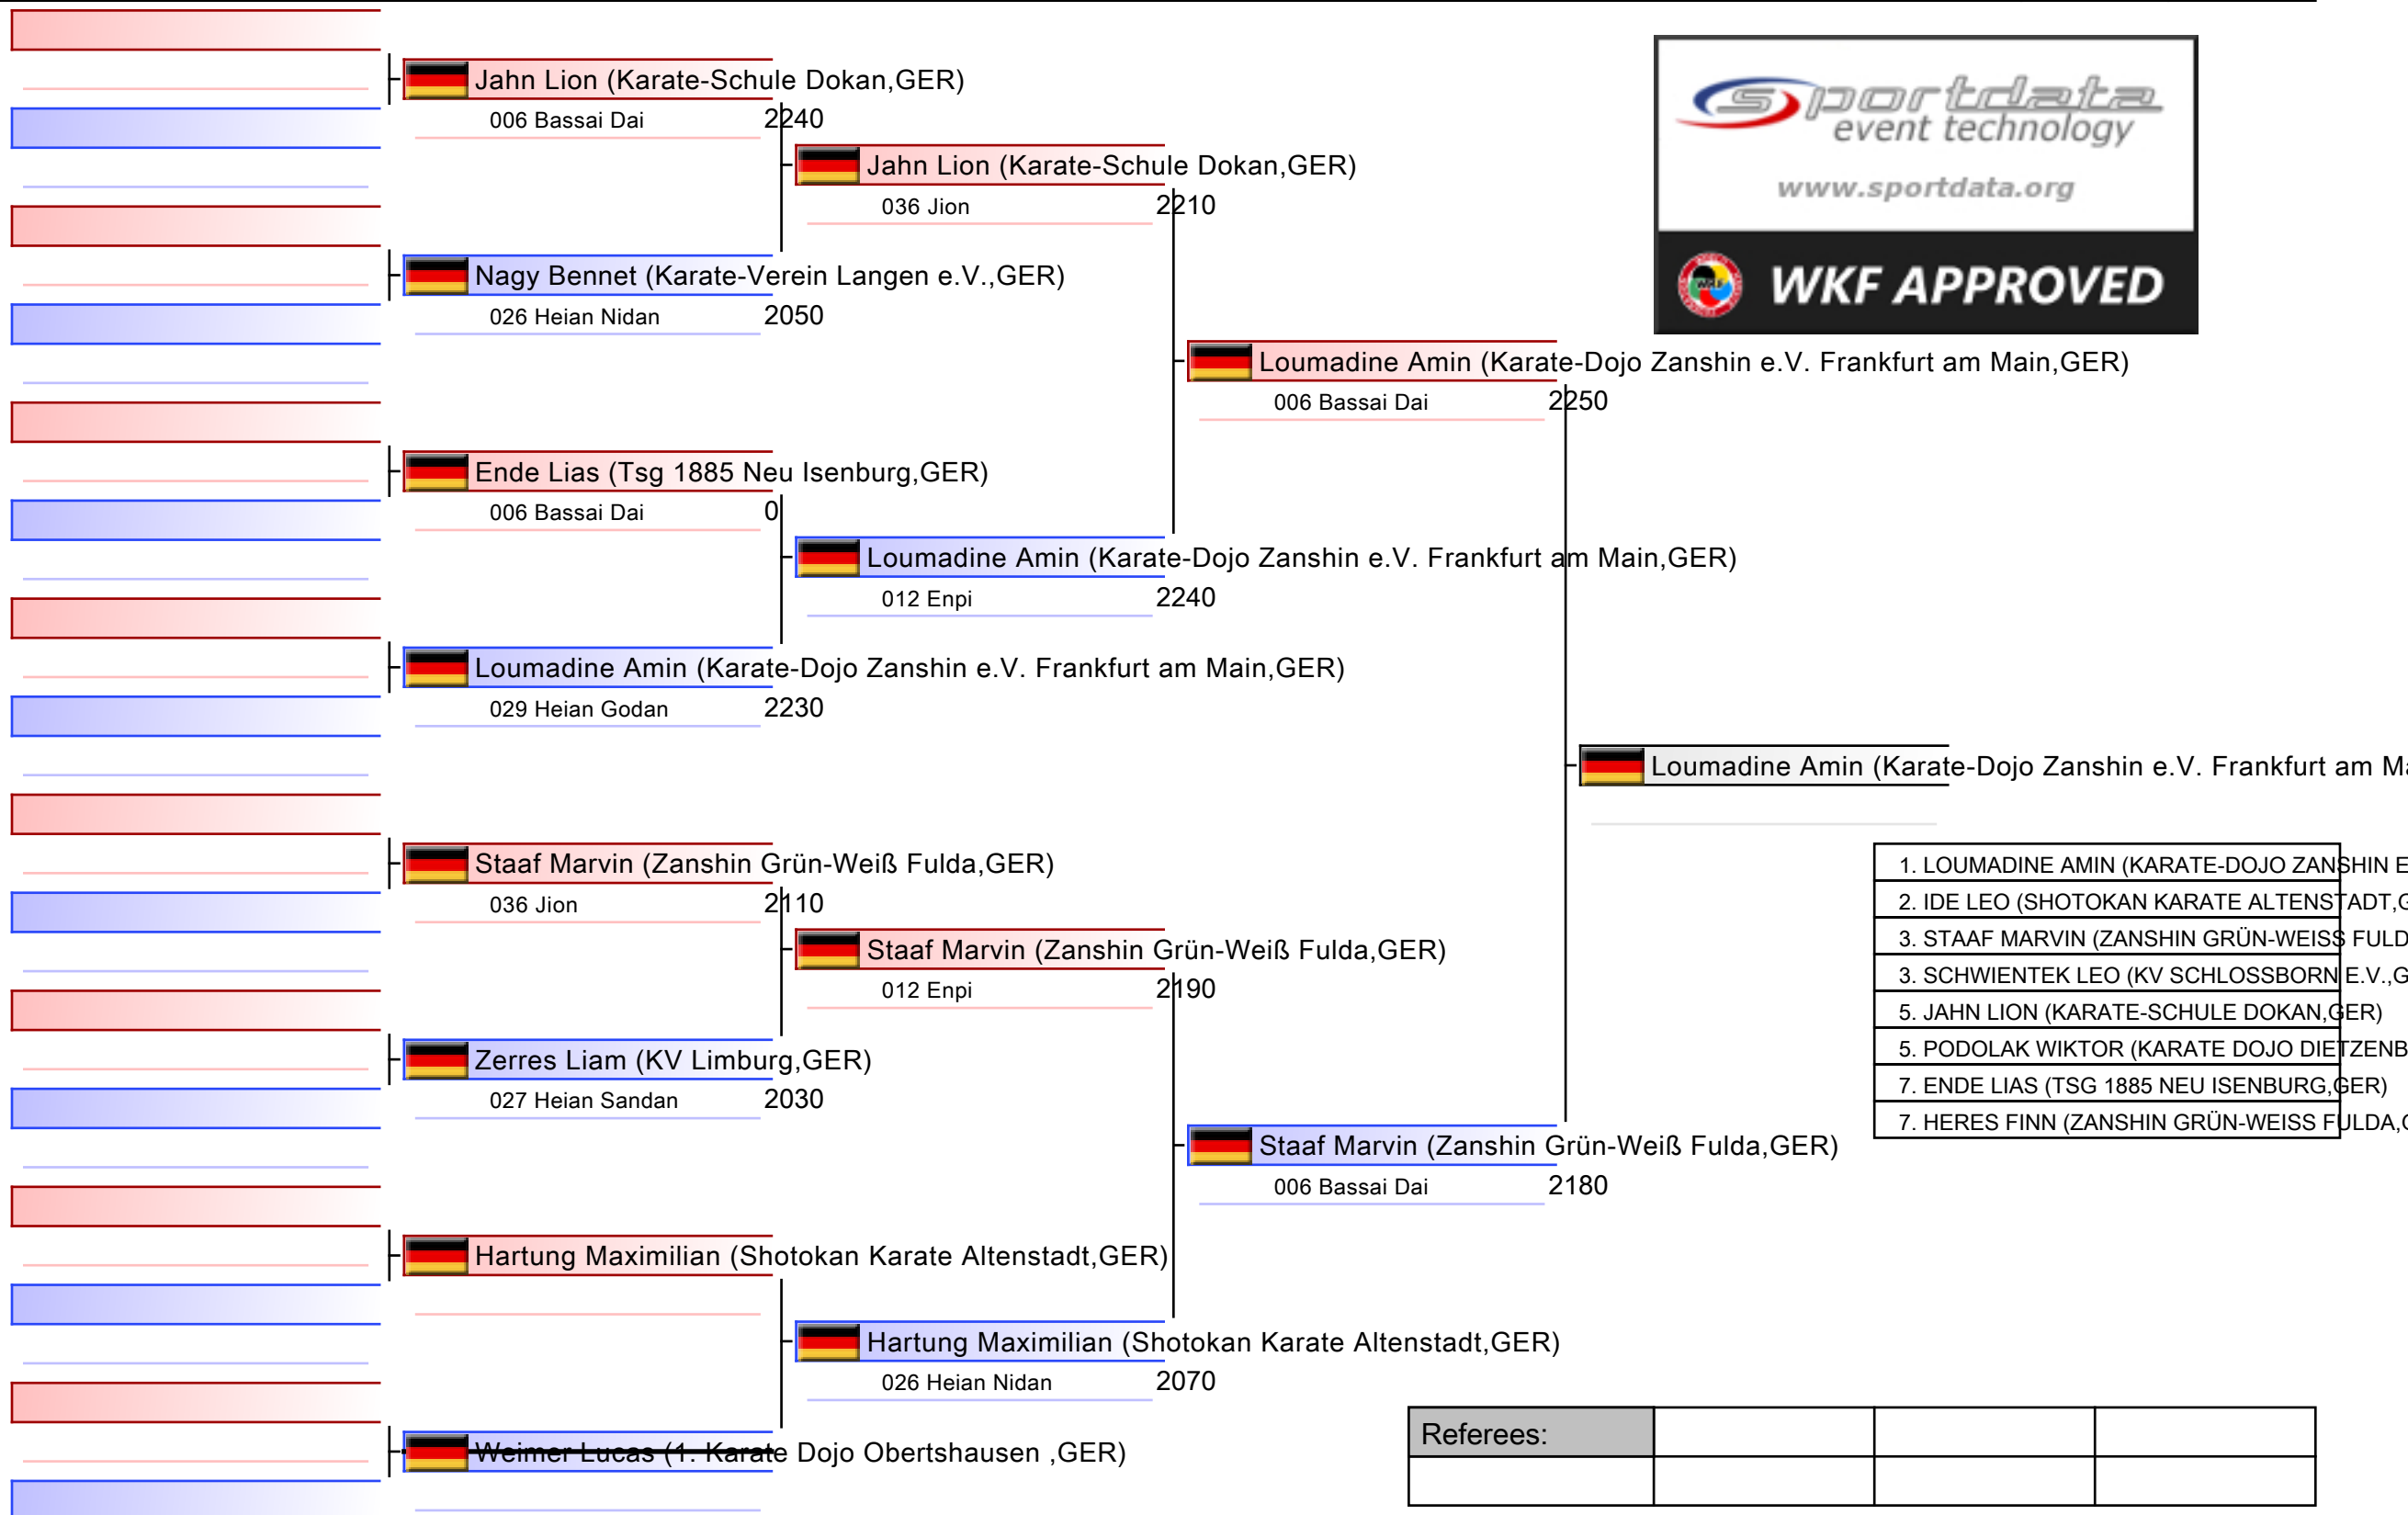 Jahn Lion (Karate-Schule Dokan,GER)
006 Bassai Dai 2240
Jahn Lion (Karate-Schule Dokan,GER)
036 Jion 2210
Nagy Bennet (Karate-Verein Langen e.V.,GER)
026 Heian Nidan 2050
sportdata
event technology
www.sportdata.org
WKF APPROVED
Loumadine Amin (Karate-Dojo Zanshin e.V. Frankfurt am Main,GER)
006 Bassai Dai 2250
Ende Lias (Tsg 1885 Neu Isenburg,GER)
006 Bassai Dai 0
Loumadine Amin (Karate-Dojo Zanshin e.V. Frankfurt am Main,GER)
012 Enpi 2240
Loumadine Amin (Karate-Dojo Zanshin e.V. Frankfurt am Main,GER)
029 Heian Godan 2230
Loumadine Amin (Karate-Dojo Zanshin e.V. Frankfurt am Ma
Staaf Marvin (Zanshin Grün-Weiß Fulda,GER)
036 Jion 2110
Staaf Marvin (Zanshin Grün-Weiß Fulda,GER)
012 Enpi 2190
Zerres Liam (KV Limburg,GER)
027 Heian Sandan 2030
Staaf Marvin (Zanshin Grün-Weiß Fulda,GER)
006 Bassai Dai 2180
1. LOUMADINE AMIN (KARATE-DOJO ZANSHIN E
2. IDE LEO (SHOTOKAN KARATE ALTENSTADT,G
3. STAAF MARVIN (ZANSHIN GRÜN-WEISS FULD
3. SCHWIENTEK LEO (KV SCHLOSSBORN E.V.,G
5. JAHN LION (KARATE-SCHULE DOKAN,GER)
5. PODOLAK WIKTOR (KARATE DOJO DIETZENB
7. ENDE LIAS (TSG 1885 NEU ISENBURG,GER)
7. HERES FINN (ZANSHIN GRÜN-WEISS FULDA,G
Hartung Maximilian (Shotokan Karate Altenstadt,GER)
Hartung Maximilian (Shotokan Karate Altenstadt,GER)
026 Heian Nidan 2070
Weimer Lucas (1. Karate Dojo Obertshausen ,GER)
Referees: